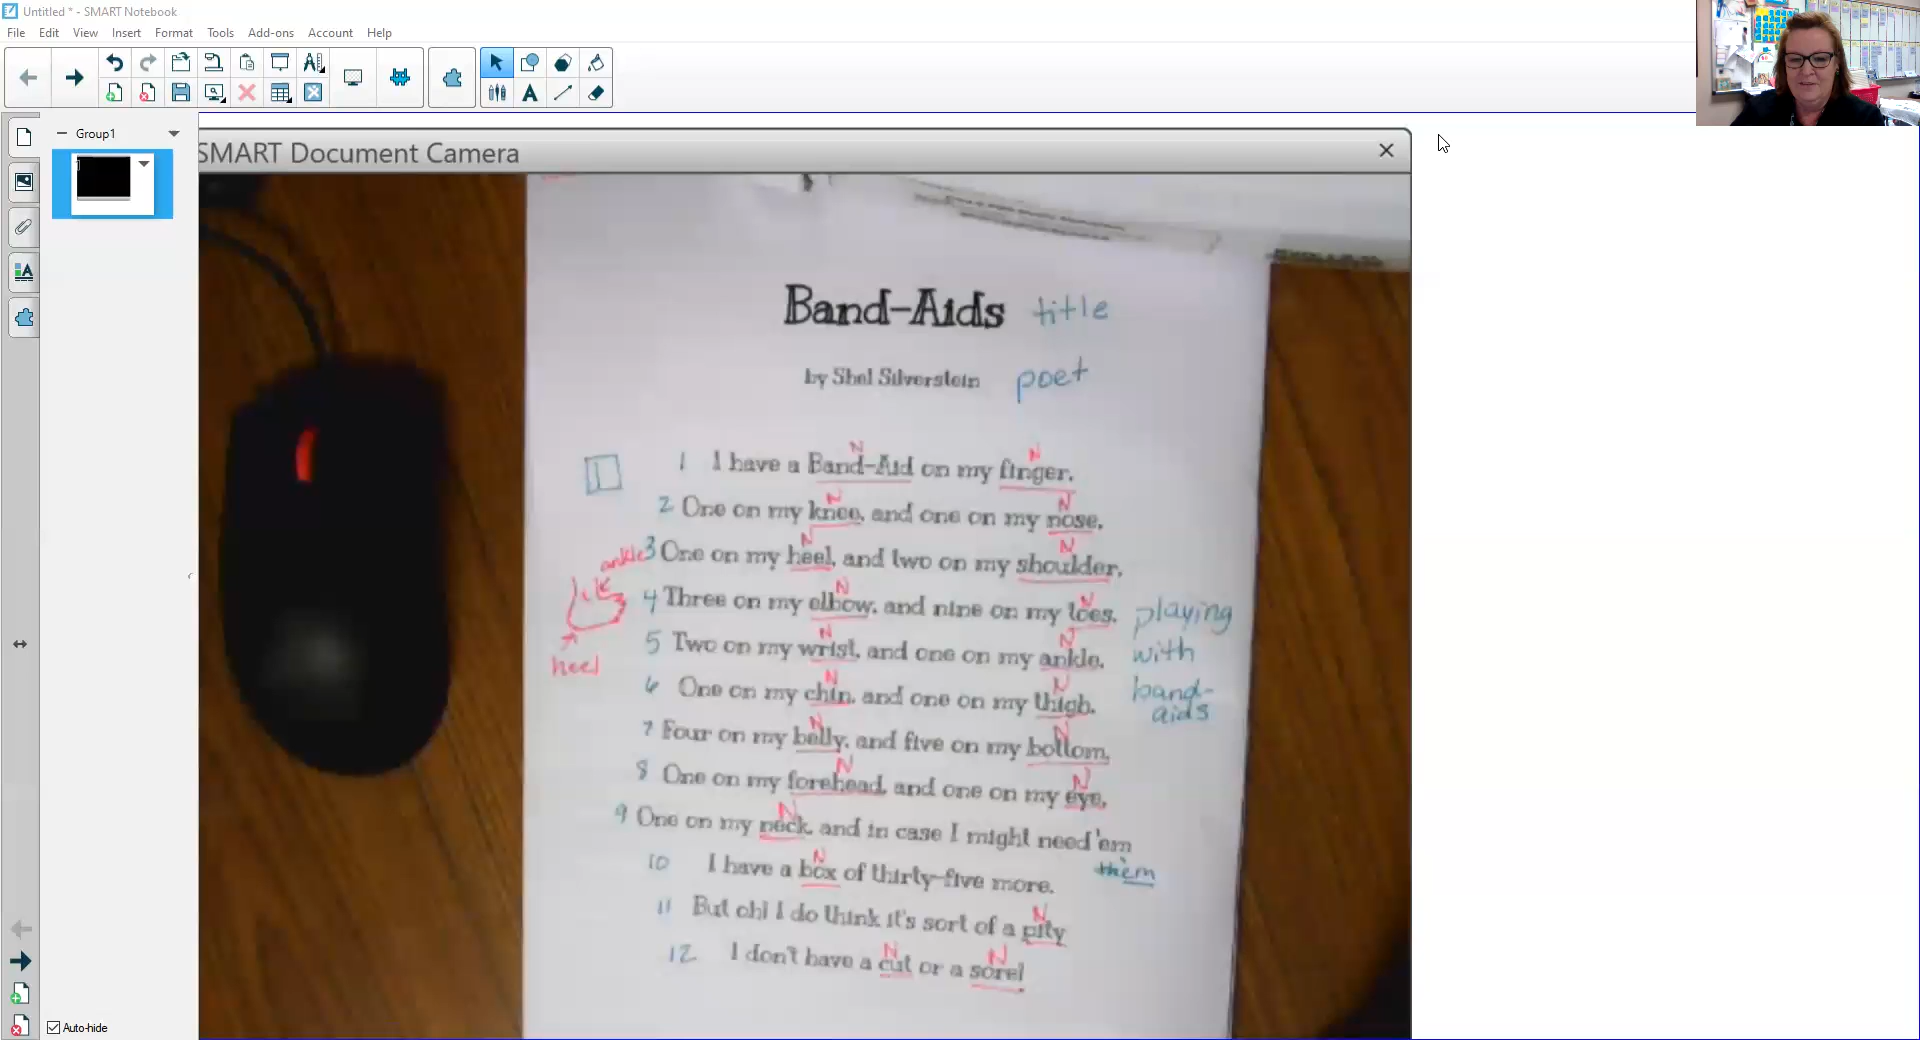 Untitled * - SMART Notebook
File Edit View Insert Format Tools Add-ons Account Help
Group1
SMART Document Camera
Band-Aids title
by Shel Silverstein poet
1 I have a Band-Aid on my finger,
N N
2 One on my knee, and one on my nose,
N N
ankle 3 One on my heel, and two on my shoulder,
N N
4 Three on my elbow, and nine on my toes, playing
N N
5 Two on my wrist, and one on my ankle, with
N N
heel
6 One on my chin, and one on my thigh, band-
N N
aids
7 Four on my belly, and five on my bottom,
N N
8 One on my forehead, and one on my eye,
N N
9 One on my neck, and in case I might need 'em
N
them
10 I have a box of thirty-five more.
N
11 But oh! I do think it's sort of a pity
N
12 I don't have a cut or a sore!
N N
Auto-hide